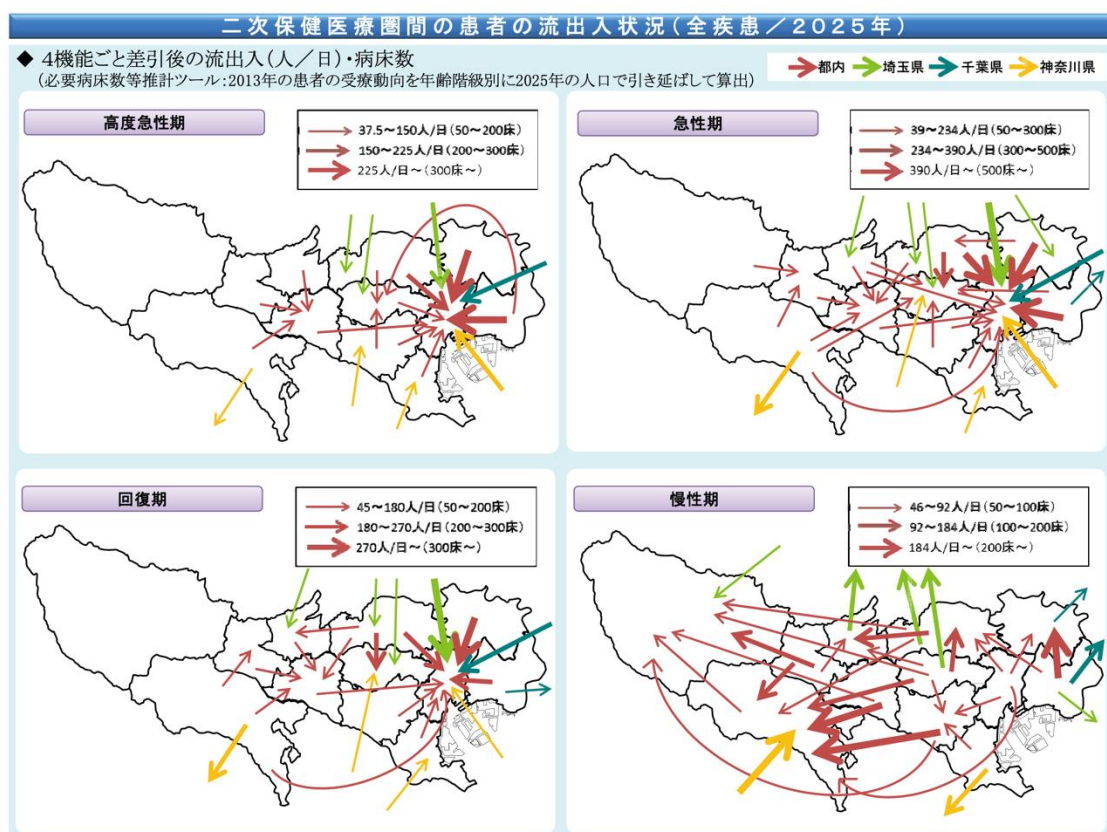 二次保健医療圏間の患者の流出入状況(全疾患/2025年)
◆ 4機能ごと差引後の流出入(人/日)・病床数
(必要病床数等推計ツール:2013年の患者の受療動向を年齢階級別に2025年の人口で引き延ばして算出)
都内 埼玉県 千葉県 神奈川県
高度急性期
37.5~150人/日(50~200床)
150~225人/日(200~300床)
225人/日~(300床~)
急性期
39~234人/日(50~300床)
234~390人/日(300~500床)
390人/日~(500床~)
回復期
45~180人/日(50~200床)
180~270人/日(200~300床)
270人/日~(300床~)
慢性期
46~92人/日(50~100床)
92~184人/日(100~200床)
184人/日~(200床~)